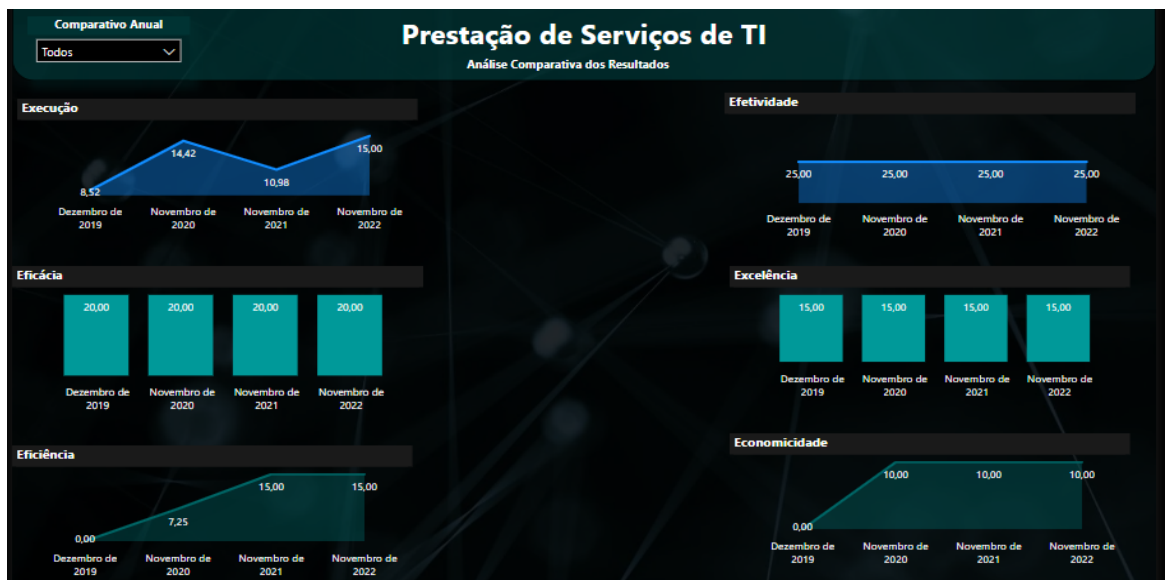 Comparativo Anual
Todos
Prestação de Serviços de TI
Análise Comparativa dos Resultados
Execução
8,52
14,42
10,98
15,00
Dezembro de
2019
Novembro de
2020
Novembro de
2021
Novembro de
2022
Efetividade
25,00
25,00
25,00
25,00
Dezembro de
2019
Novembro de
2020
Novembro de
2021
Novembro de
2022
Eficácia
20,00
20,00
20,00
20,00
Dezembro de
2019
Novembro de
2020
Novembro de
2021
Novembro de
2022
Excelência
15,00
15,00
15,00
15,00
Dezembro de
2019
Novembro de
2020
Novembro de
2021
Novembro de
2022
Eficiência
0,00
7,25
15,00
15,00
Dezembro de
2019
Novembro de
2020
Novembro de
2021
Novembro de
2022
Economicidade
0,00
10,00
10,00
10,00
Dezembro de
2019
Novembro de
2020
Novembro de
2021
Novembro de
2022